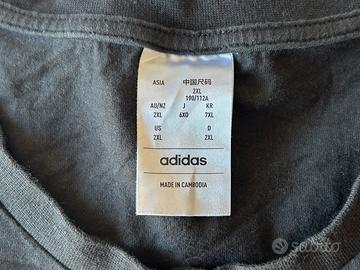 ASIA 中国尺码
2XL
190/112A
AU/NZ J KR
2XL 6XO 7XL
US D
2XL 2XL
adidas
MADE IN CAMBODIA
subito